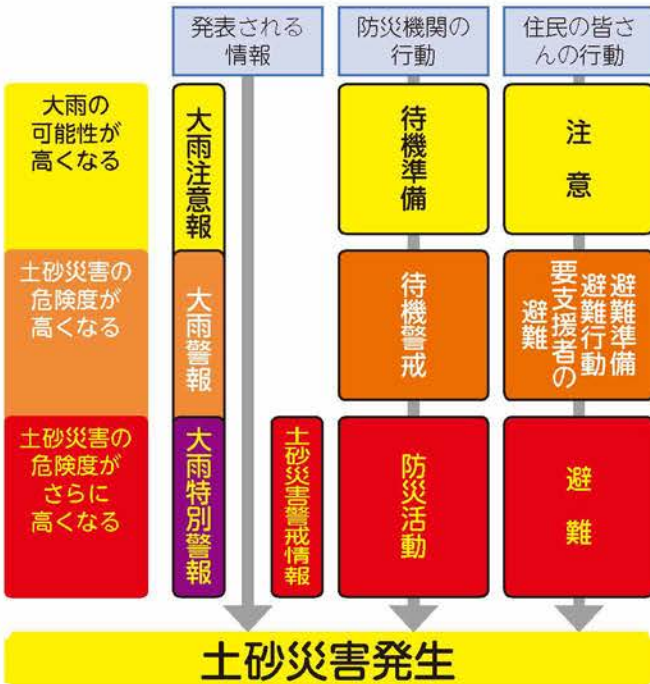 発表される
情報
防災機関の
行動
住民の皆さ
んの行動
大雨の
可能性が
高くなる
大雨注意報
待機準備
注意
土砂災害の
危険度が
高くなる
大雨警報
待機警戒
避難準備
避難行動
要支援者の
避難
土砂災害の
危険度が
さらに
高くなる
大雨特別警報
土砂災害警戒情報
防災活動
避難
土砂災害発生